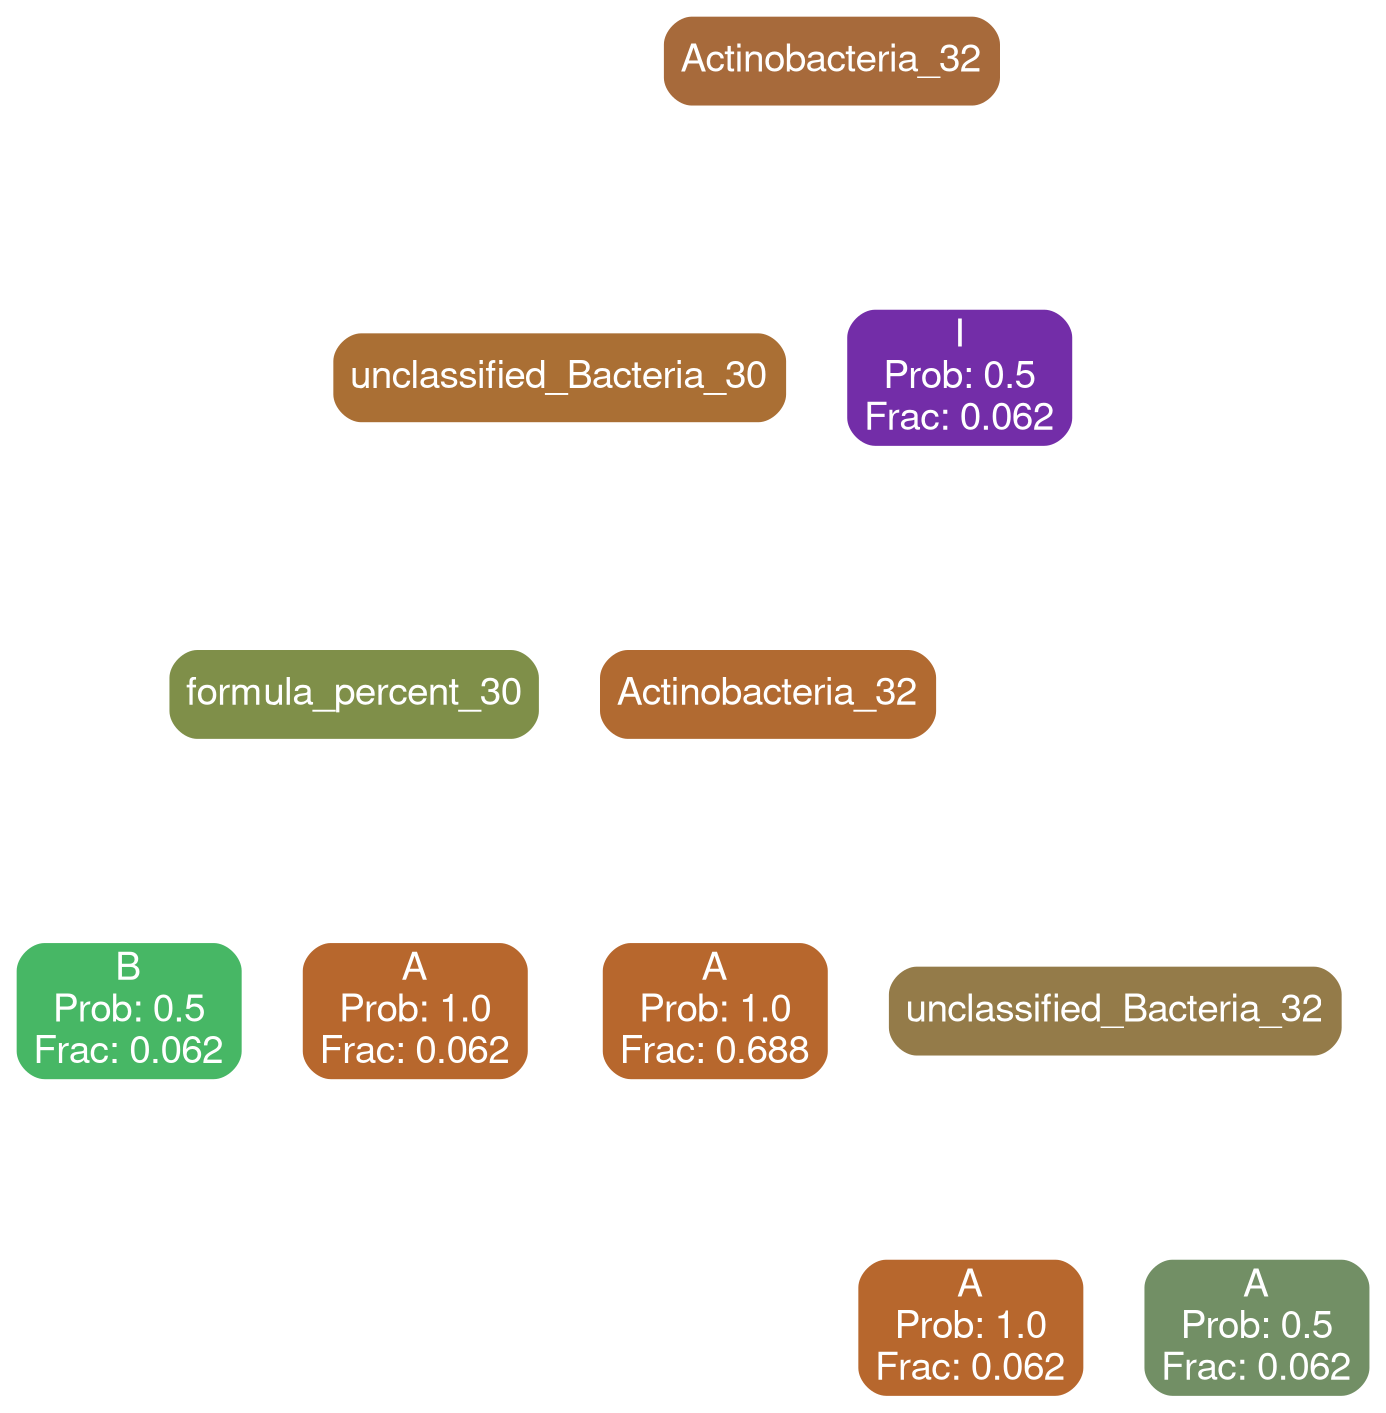 Actinobacteria_32
unclassified_Bacteria_30
I
Prob: 0.5
Frac: 0.062
formula_percent_30
Actinobacteria_32
B
Prob: 0.5
Frac: 0.062
A
Prob: 1.0
Frac: 0.062
A
Prob: 1.0
Frac: 0.688
unclassified_Bacteria_32
A
Prob: 1.0
Frac: 0.062
A
Prob: 0.5
Frac: 0.062